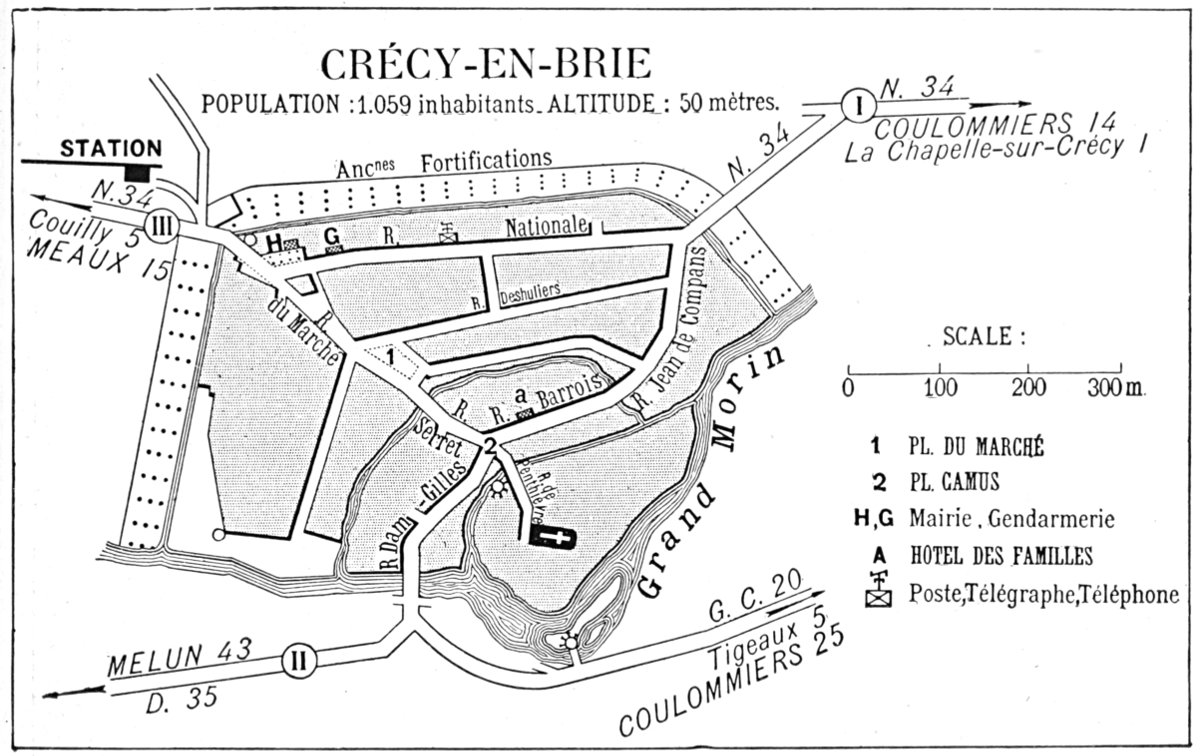 CRÉCY-EN-BRIE
POPULATION : 1.059 inhabitants_ ALTITUDE : 50 mètres.
I
N. 34
COULOMMIERS 14
La Chapelle-sur-Crécy 1
N. 34
STATION
N.34
III
Couilly 5
MEAUX 15
Ancnes Fortifications
H
G
R. Nationale
R. Deshuliers
R. du Marché
1
R. Jean de Compans
a
R. Barrois
R. Serret
2
R. Dam-Gilles
R. de Penthièvre
Grand Morin
SCALE :
0 100 200 300 m.
1 PL. DU MARCHÉ
2 PL. CAMUS
H,G Mairie, Gendarmerie
A HÔTEL DES FAMILLES
Poste, Télégraphe, Téléphone
G. C. 20
Tigeaux 5
COULOMMIERS 25
MELUN 43
II
D. 35